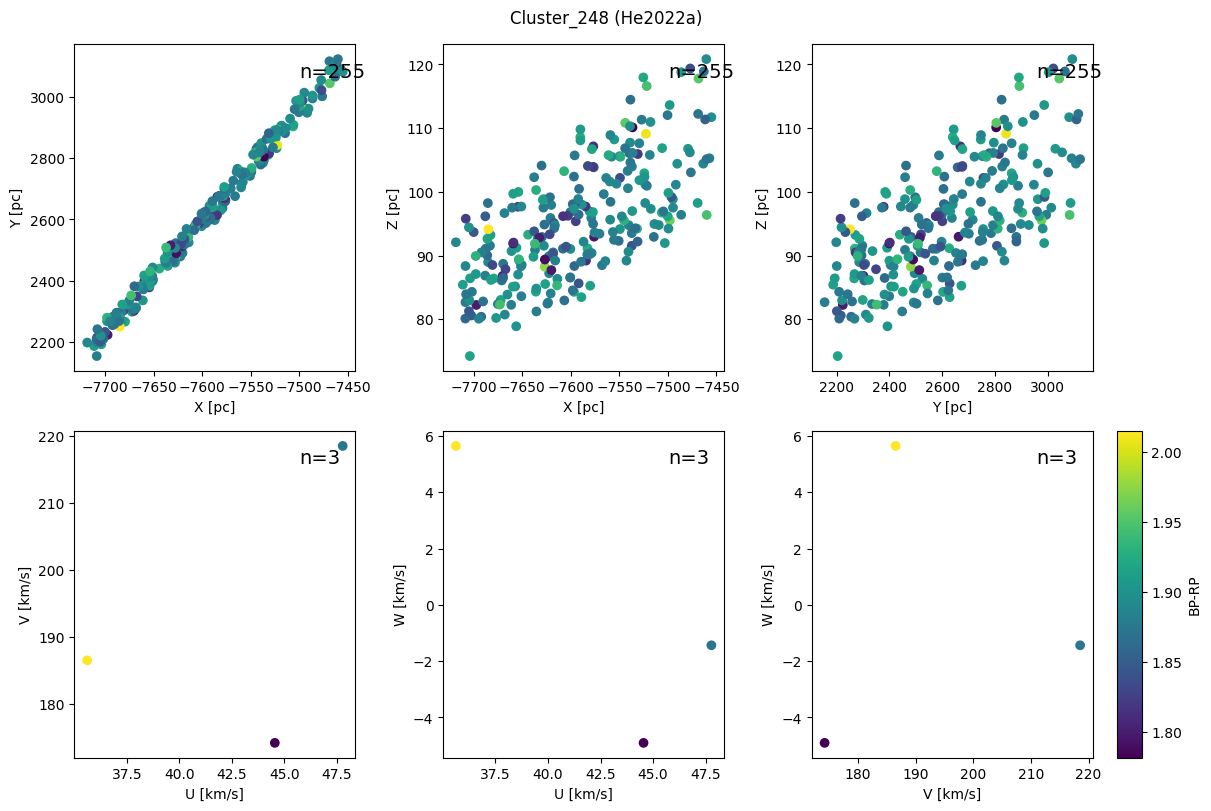 Cluster_248 (He2022a)
n=255
Y [pc]
3000
2800
2600
2400
2200
−7700 −7650 −7600 −7550 −7500 −7450
X [pc]
n=255
Z [pc]
120
110
100
90
80
−7700 −7650 −7600 −7550 −7500 −7450
X [pc]
n=255
Z [pc]
120
110
100
90
80
2200 2400 2600 2800 3000
Y [pc]
n=3
V [km/s]
220
210
200
190
180
37.5 40.0 42.5 45.0 47.5
U [km/s]
n=3
W [km/s]
6
4
2
0
−2
−4
37.5 40.0 42.5 45.0 47.5
U [km/s]
n=3
W [km/s]
6
4
2
0
−2
−4
180 190 200 210 220
V [km/s]
2.00
1.95
1.90
1.85
1.80
BP-RP